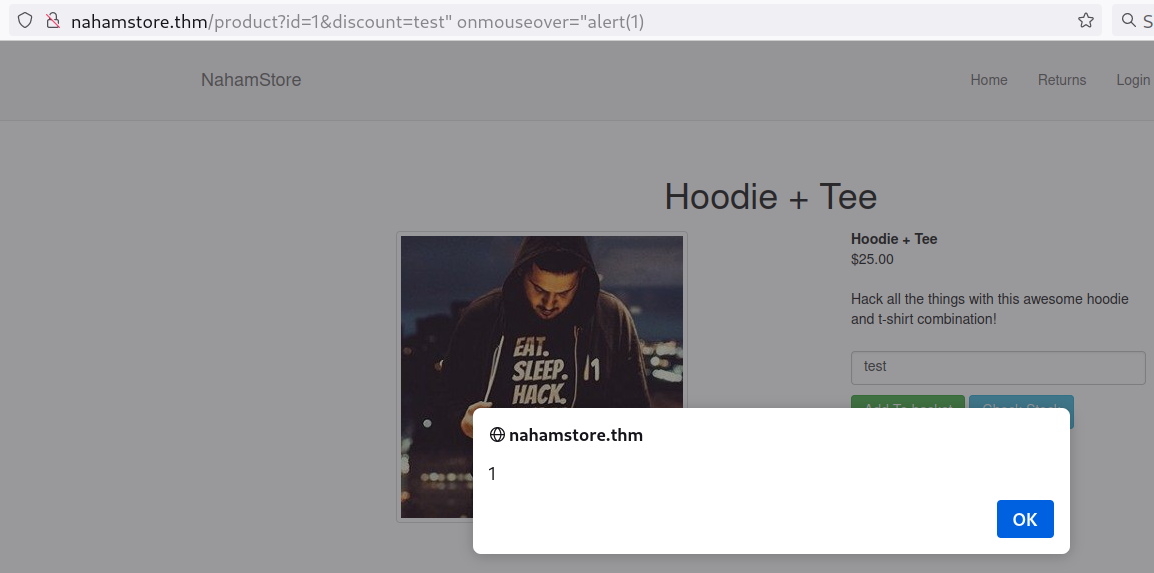 nahamstore.thm/product?id=1&discount=test" onmouseover="alert(1)
S
NahamStore
Home Returns Login
Hoodie + Tee
Hoodie + Tee
$25.00
Hack all the things with this awesome hoodie
and t-shirt combination!
test
Add To basket Check Stock
EAT.
SLEEP.
HACK.
nahamstore.thm
1
OK